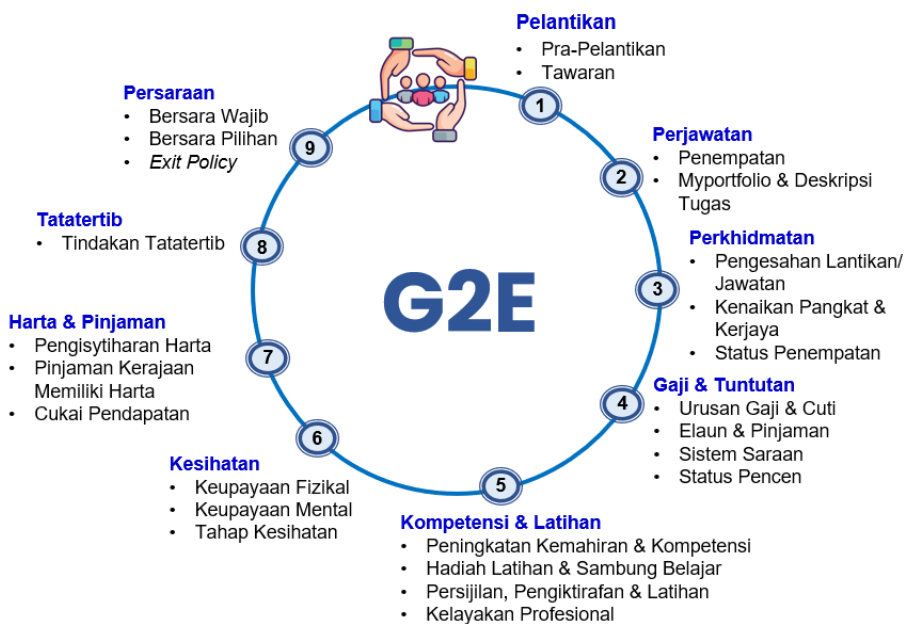 Pelantikan
• Pra-Pelantikan
• Tawaran
1
Perjawatan
• Penempatan
• Myportfolio & Deskripsi
Tugas
2
Perkhidmatan
• Pengesahan Lantikan/
Jawatan
• Kenaikan Pangkat &
Kerjaya
• Status Penempatan
3
Gaji & Tuntutan
• Urusan Gaji & Cuti
• Elaun & Pinjaman
• Sistem Saraan
• Status Pencen
4
Kompetensi & Latihan
• Peningkatan Kemahiran & Kompetensi
• Hadiah Latihan & Sambung Belajar
• Persijilan, Pengiktirafan & Latihan
• Kelayakan Profesional
5
Kesihatan
• Keupayaan Fizikal
• Keupayaan Mental
• Tahap Kesihatan
6
Harta & Pinjaman
• Pengisytiharan Harta
• Pinjaman Kerajaan
Memiliki Harta
• Cukai Pendapatan
7
Tatatertib
• Tindakan Tatatertib
8
Persaraan
• Bersara Wajib
• Bersara Pilihan
• Exit Policy
9
G2E